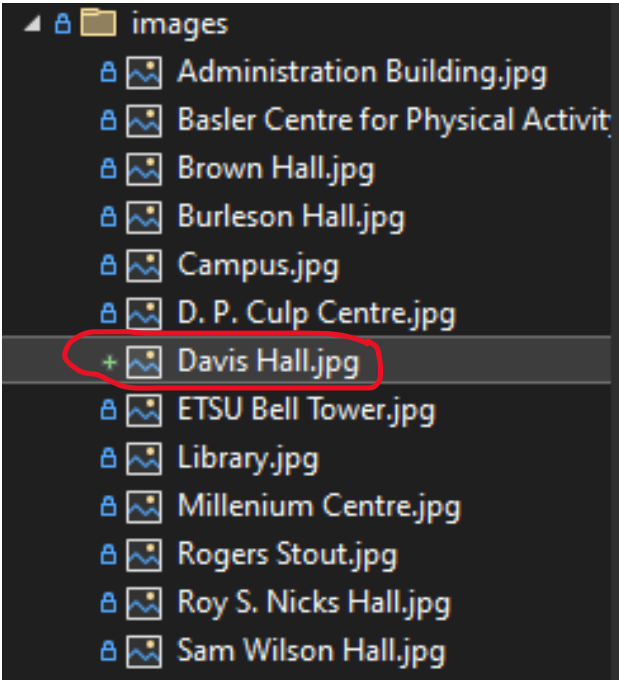 images
Administration Building.jpg
Basler Centre for Physical Activit
Brown Hall.jpg
Burleson Hall.jpg
Campus.jpg
D. P. Culp Centre.jpg
Davis Hall.jpg
ETSU Bell Tower.jpg
Library.jpg
Millenium Centre.jpg
Rogers Stout.jpg
Roy S. Nicks Hall.jpg
Sam Wilson Hall.jpg